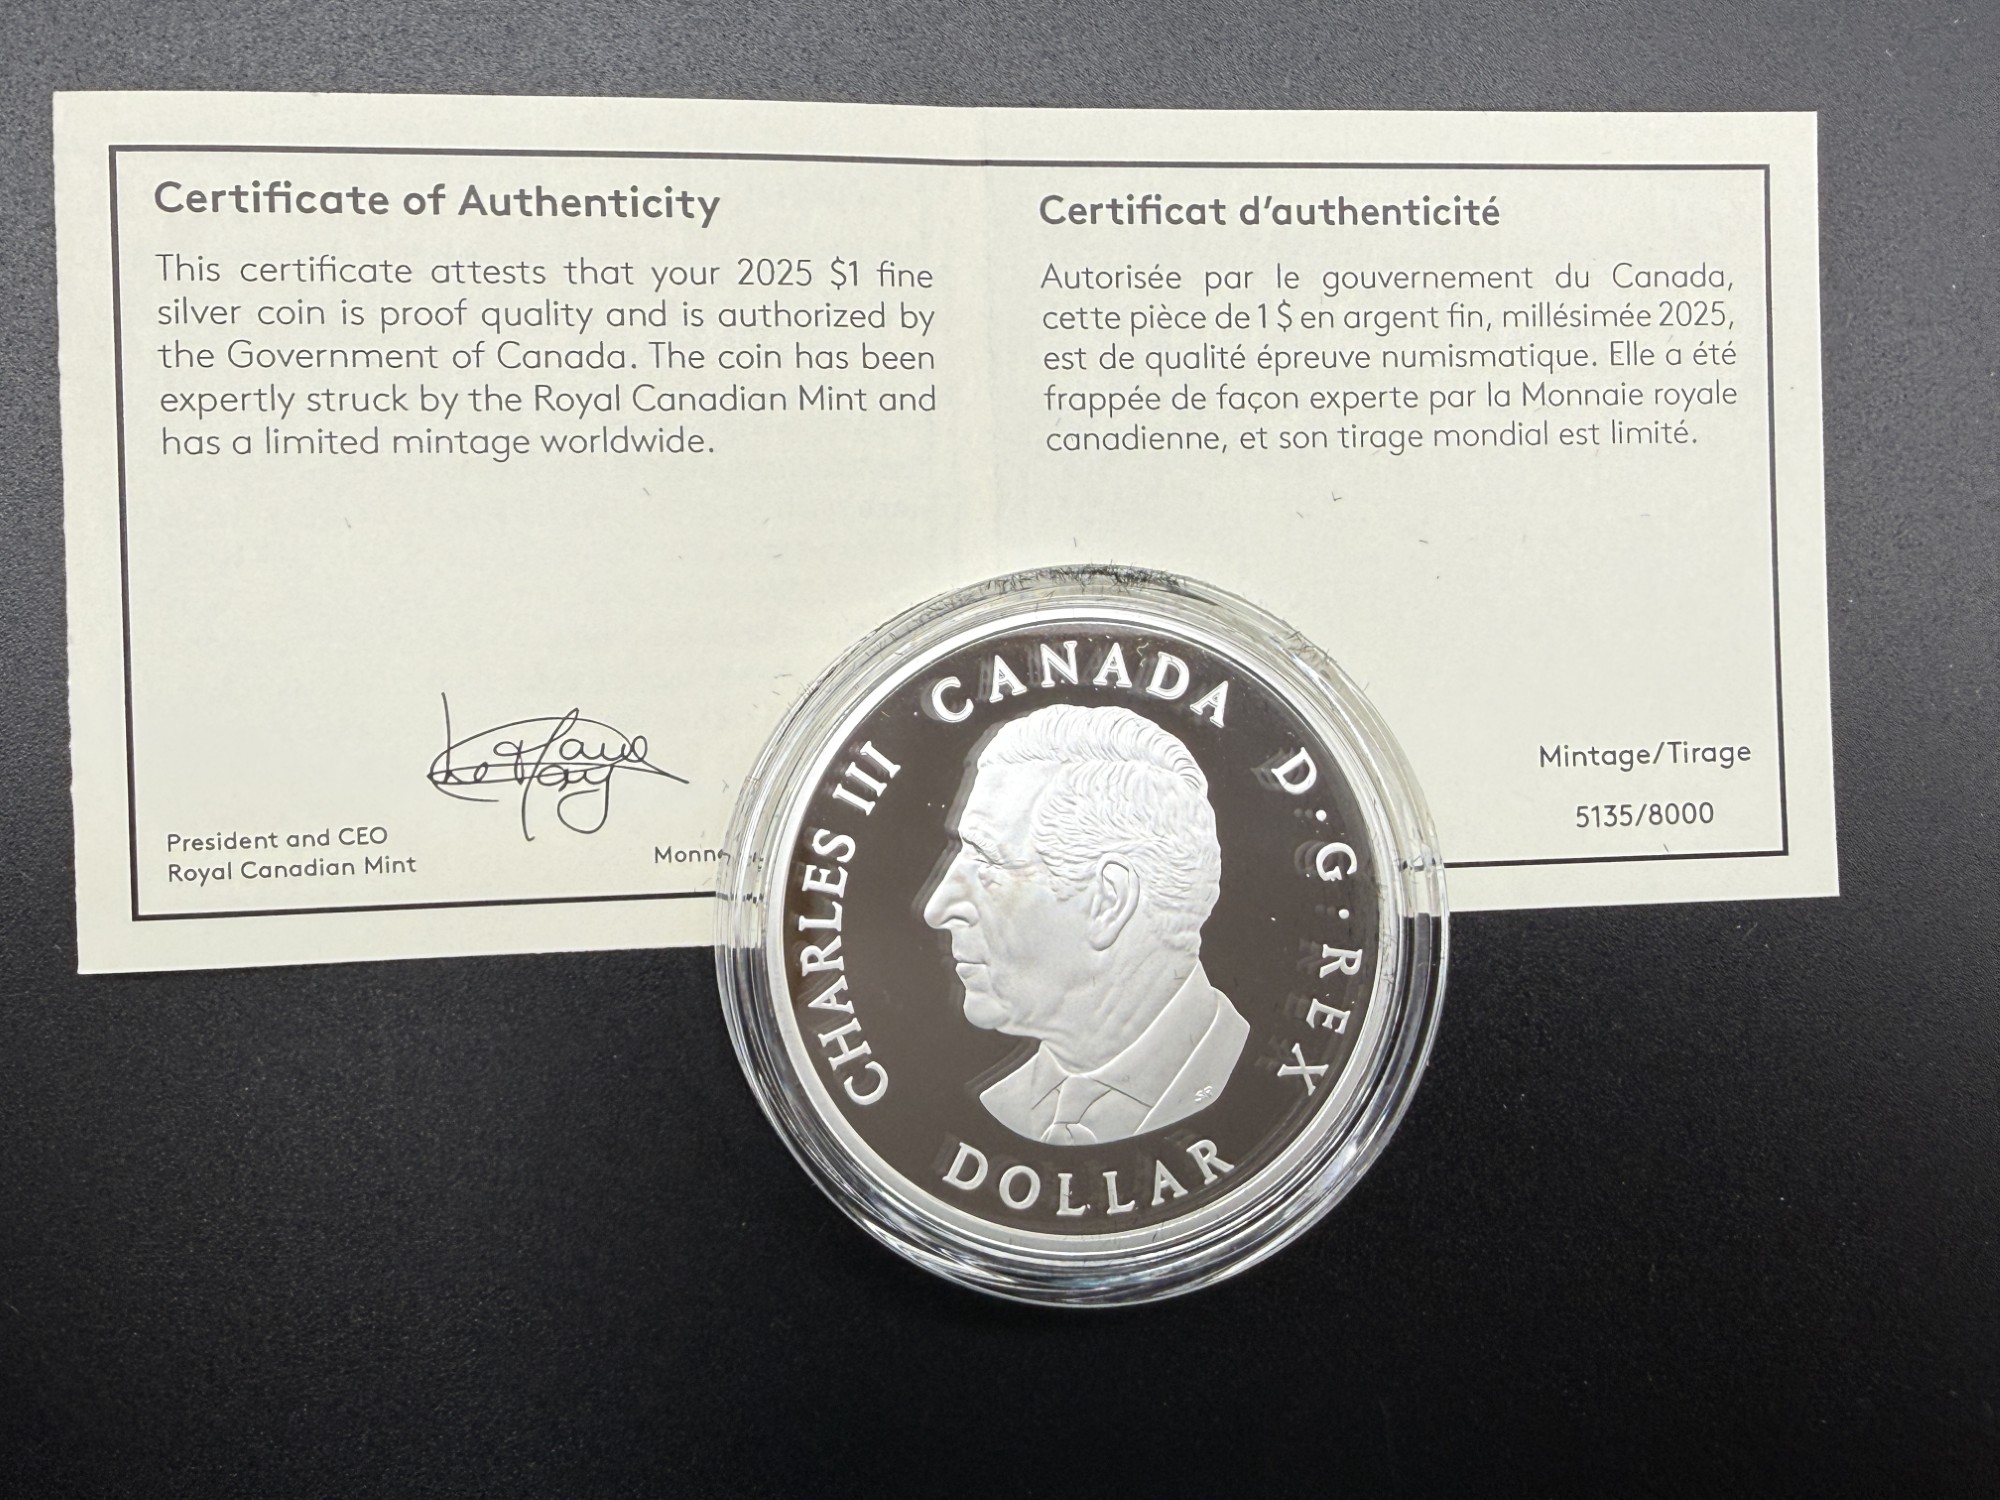 Certificate of Authenticity
This certificate attests that your 2025 $1 fine
silver coin is proof quality and is authorized by
the Government of Canada. The coin has been
expertly struck by the Royal Canadian Mint and
has a limited mintage worldwide.
President and CEO
Royal Canadian Mint
Certificat d'authenticité
Autorisée par le gouvernement du Canada,
cette pièce de 1 $ en argent fin, millésimée 2025,
est de qualité épreuve numismatique. Elle a été
frappée de façon experte par la Monnaie royale
canadienne, et son tirage mondial est limité.
Mintage/Tirage
5135/8000
CHARLES III CANADA D·G·REX
DOLLAR
SR